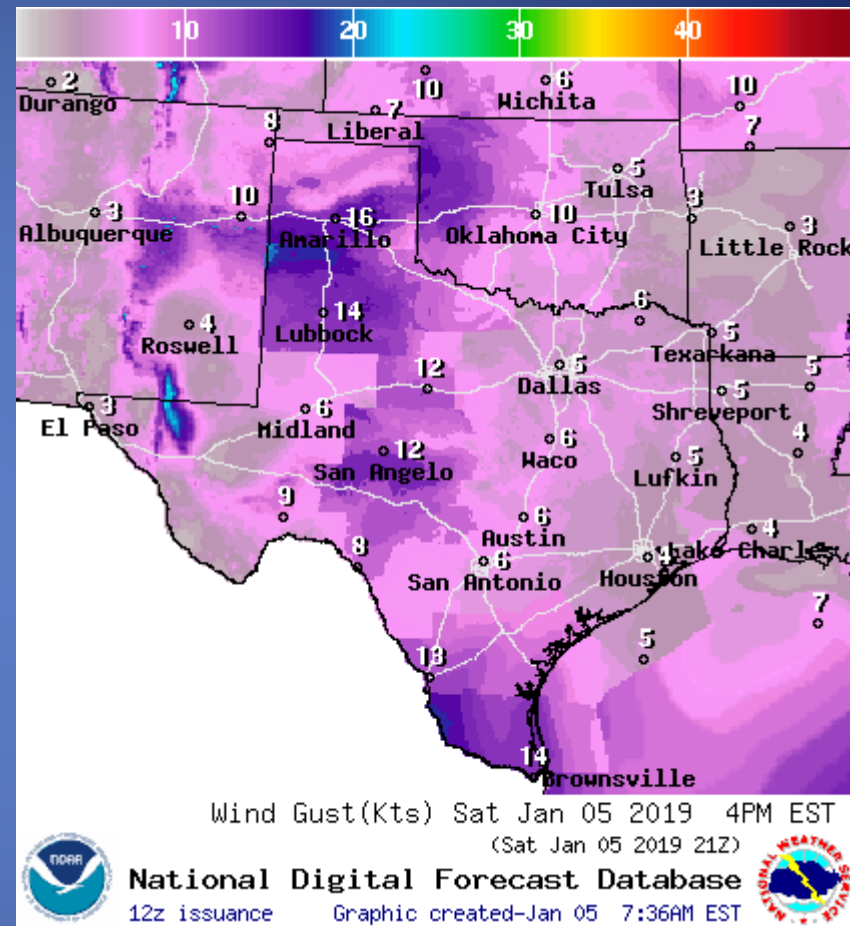 10 20 30 40
2
Durango
10
6
Wichita
10
7
Liberal
8
7
5
Tulsa
3
Albuquerque
10
16
Amarillo
10
Oklahoma City
3
3
Little Rock
4
Roswell
14
Lubbock
6
5
Texarkana
5
Dallas
12
5
Shreveport
5
3
El Paso
6
Midland
12
San Angelo
6
Waco
5
Lufkin
4
9
6
Austin
4
Lake Charles
8
6
San Antonio
4
Houston
7
5
13
14
Brownsville
Wind Gust(Kts) Sat Jan 05 2019 4PM EST
(Sat Jan 05 2019 21Z)
NOAA
National Digital Forecast Database
12z issuance Graphic created-Jan 05 7:36AM EST
NATIONAL WEATHER SERVICE